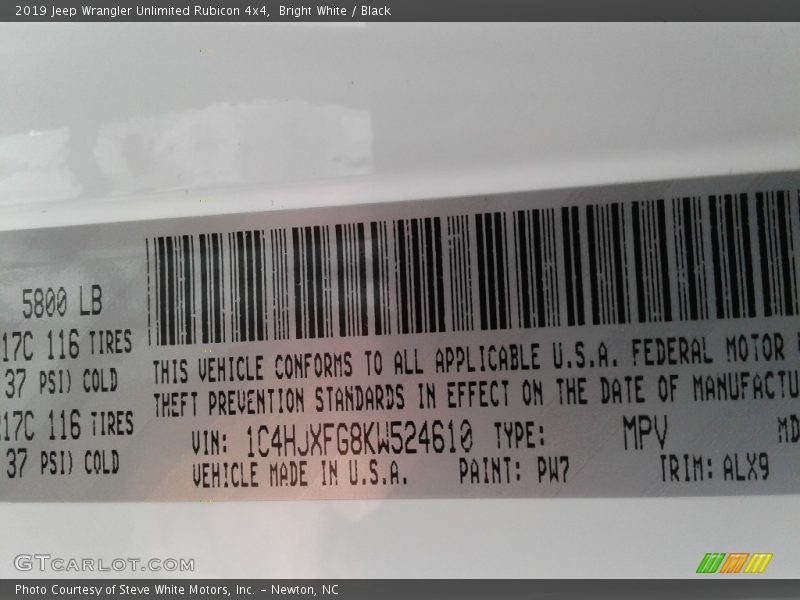 2019 Jeep Wrangler Unlimited Rubicon 4x4, Bright White / Black
5800 LB
17C 116 TIRES
37 PSI) COLD
17C 116 TIRES
37 PSI) COLD
THIS VEHICLE CONFORMS TO ALL APPLICABLE U.S.A. FEDERAL MOTOR
THEFT PREVENTION STANDARDS IN EFFECT ON THE DATE OF MANUFACTU
VIN: 1C4HJXFG8KW524610 TYPE: MPV MD
VEHICLE MADE IN U.S.A. PAINT: PW7 TRIM: ALX9
GTCARLOT.COM
Photo Courtesy of Steve White Motors, Inc. – Newton, NC